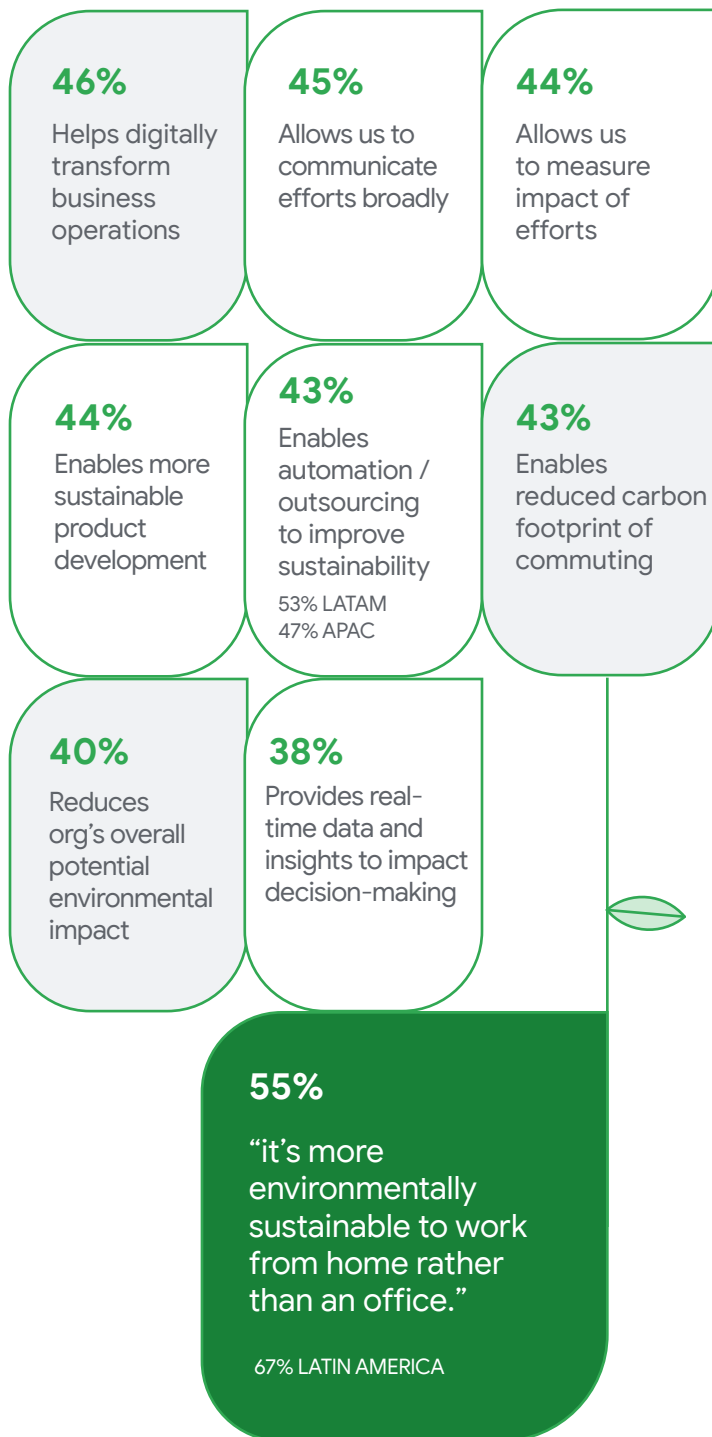 46%
Helps digitally
transform
business
operations
45%
Allows us to
communicate
efforts broadly
44%
Allows us
to measure
impact of
efforts
44%
Enables more
sustainable
product
development
43%
Enables
automation /
outsourcing
to improve
sustainability
53% LATAM
47% APAC
43%
Enables
reduced carbon
footprint of
commuting
40%
Reduces
org’s overall
potential
environmental
impact
38%
Provides real-
time data and
insights to impact
decision-making
55%
“it’s more
environmentally
sustainable to work
from home rather
than an office.”
67% LATIN AMERICA